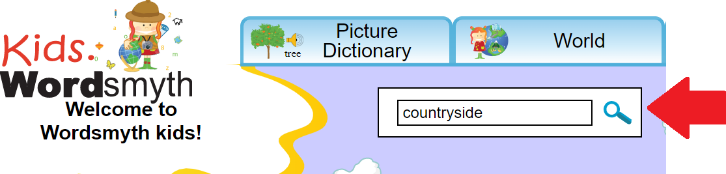 Kids.
Wordsmyth
Welcome to
Wordsmyth kids!
tree
Picture
Dictionary
World
countryside